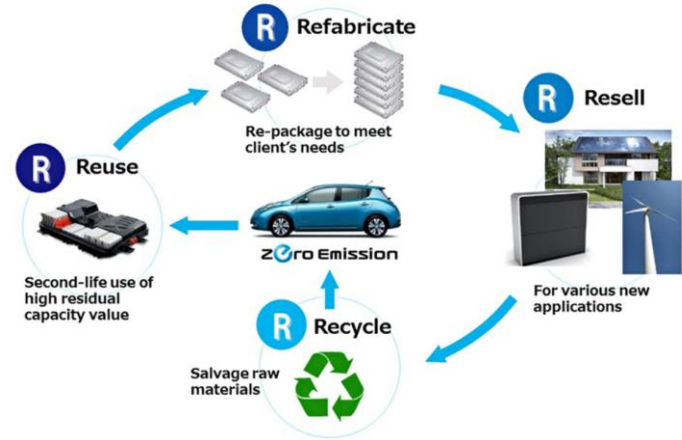 R Refabricate
Re-package to meet
client's needs
R Resell
For various new
applications
R Reuse
Second-life use of
high residual
capacity value
zero Emission
R Recycle
Salvage raw
materials